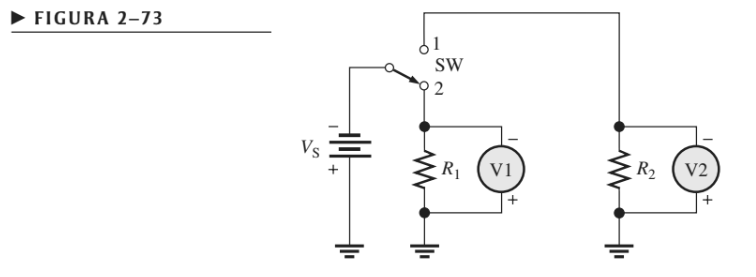 ▶ FIGURA 2–73
1
SW
2
−
V_S
+
−
R_1
V1
+
−
R_2
V2
+